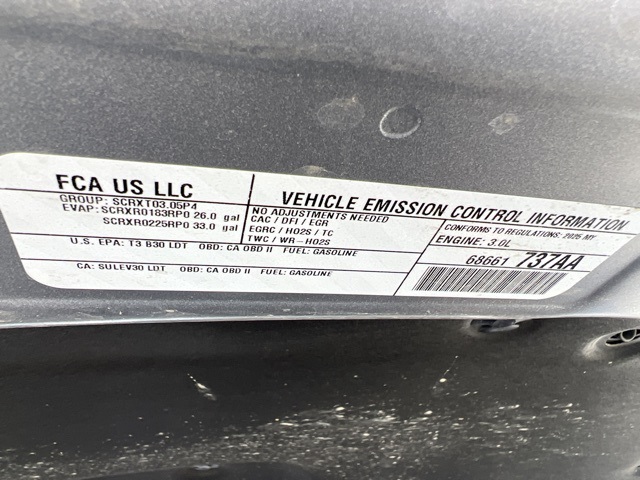 FCA US LLC
GROUP: SCRXT03.05P4
EVAP: SCRXR0183RP0 26.0 gal
SCRXR0225RP0 33.0 gal
U.S. EPA: T3 B30 LDT OBD: CA OBD II FUEL: GASOLINE
CA: SULEV30 LDT OBD: CA OBD II FUEL: GASOLINE
VEHICLE EMISSION CONTROL INFORMATION
NO ADJUSTMENTS NEEDED
CAC / DFI / EGR
EGRC / HO2S / TC
TWC / WR-HO2S
CONFORMS TO REGULATIONS: 2025 MY
ENGINE: 3.0L
68661 737AA